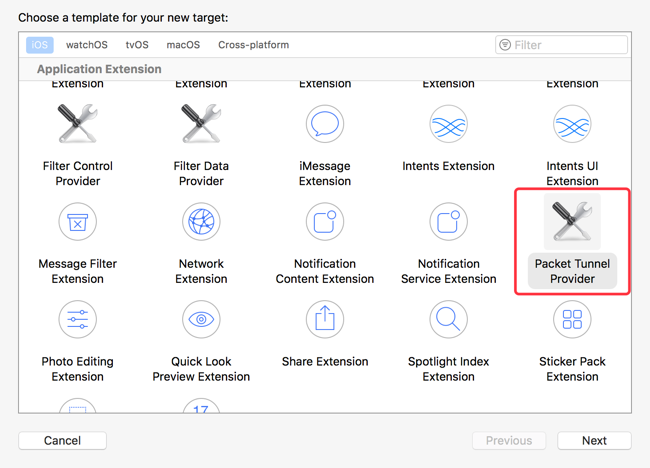 Choose a template for your new target:
iOS watchOS tvOS macOS Cross-platform Filter
Application Extension
Extension Extension Extension Extension Extension
Filter Control Filter Data iMessage Intents Extension Intents UI
Provider Provider Extension Extension
Message Filter Network Notification Notification Packet Tunnel
Extension Extension Content Extension Service Extension Provider
Photo Editing Quick Look Share Extension Spotlight Index Sticker Pack
Extension Preview Extension Extension Extension
17
Cancel Previous Next